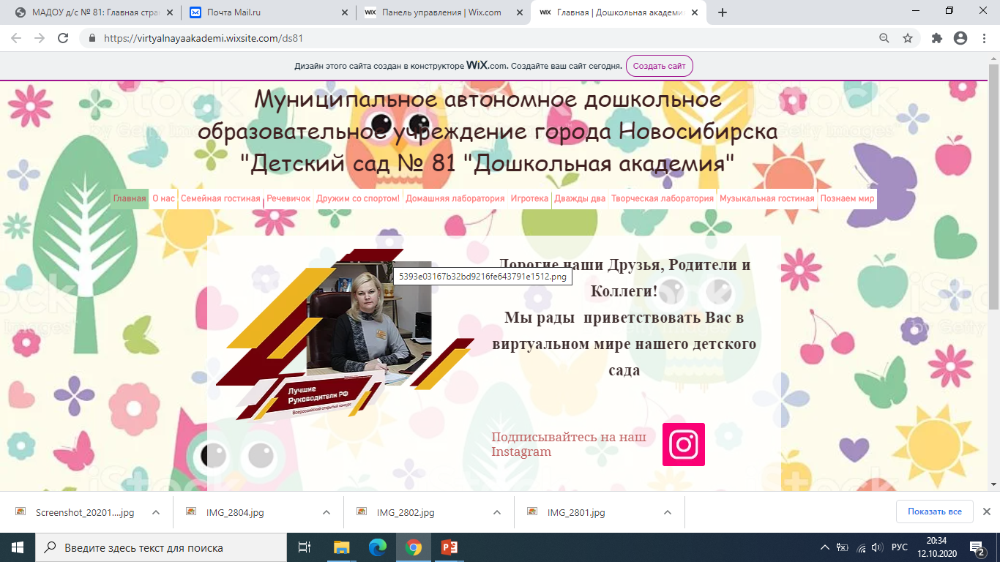 МАДОУ д/с № 81: Главная стра
Почта Mail.ru
WIX Панель управления | Wix.com
WIX Главная | Дошкольная академи
https://virtyalnayaakademi.wixsite.com/ds81
Дизайн этого сайта создан в конструкторе WiX.com. Создайте ваш сайт сегодня. Создать сайт
Муниципальное автономное дошкольное
образовательное учреждение города Новосибирска
"Детский сад № 81 "Дошкольная академия"
Главная О нас Семейная гостиная Речевичок Дружим со спортом! Домашняя лаборатория Игротека Дважды два Творческая лаборатория Музыкальная гостиная Познаем мир
5393e03167b32bd9216fe643791e1512.png
Лучшие
Руководители РФ
Всероссийский открытый конкурс
Дорогие наши Друзья, Родители и
Коллеги!
Мы рады приветствовать Вас в
виртуальном мире нашего детского
сада
Подписывайтесь на наш
Instagram
Screenshot_20201....jpg
IMG_2804.jpg
IMG_2802.jpg
IMG_2801.jpg
Показать все
Введите здесь текст для поиска
РУС
20:34
12.10.2020
2